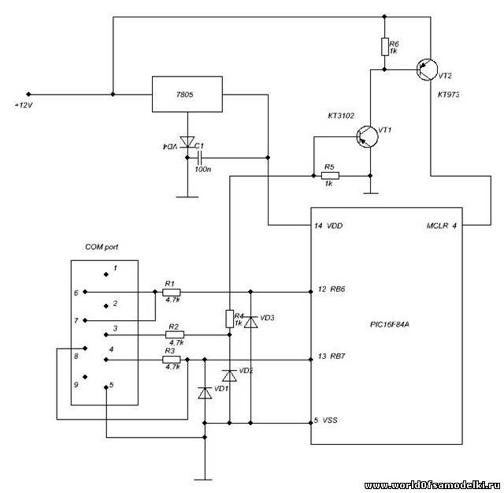 R6
1k
VT2
KT973
+12V
7805
КТ3102
VT1
VD4
C1
100n
R5
1k
14 VDD
MCLR 4
COM port
1
6
R1
4.7k
12 RB6
2
7
R4
1k
VD3
PIC16F84A
3
R2
4.7k
4
R3
4.7k
13 RB7
8
VD2
9
5
VD1
5 VSS
www.world0fsamodelki.ru